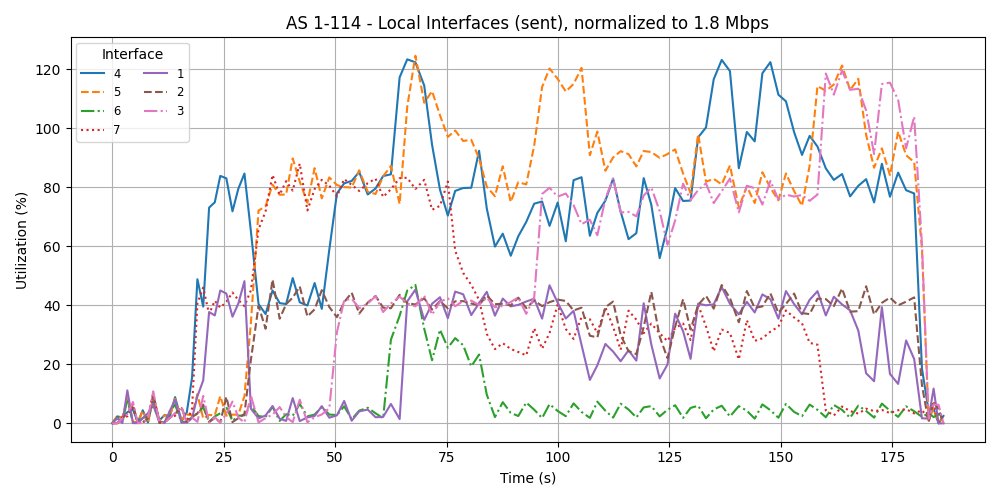 AS 1-114 - Local Interfaces (sent), normalized to 1.8 Mbps
Interface
4 1
5 2
6 3
7
Utilization (%)
120
100
80
60
40
20
0
0 25 50 75 100 125 150 175
Time (s)